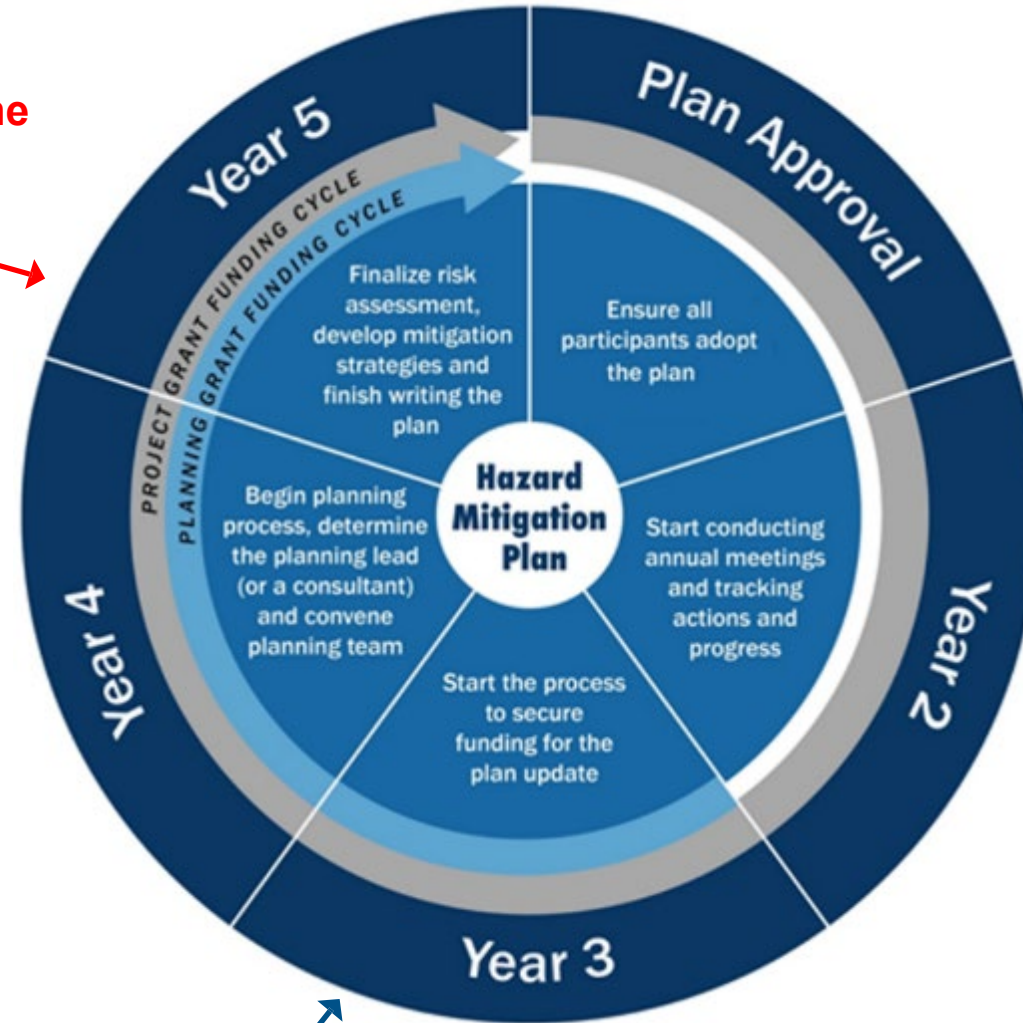 ne
Plan Approval
Year 2
Year 3
Year 4
Year 5
PROJECT GRANT FUNDING CYCLE
PLANNING GRANT FUNDING CYCLE
Hazard
Mitigation
Plan
Ensure all
participants adopt
the plan
Start conducting
annual meetings
and tracking
actions and
progress
Start the process
to secure
funding for the
plan update
Begin planning
process, determine
the planning lead
(or a consultant)
and convene
planning team
Finalize risk
assessment,
develop mitigation
strategies and
finish writing the
plan